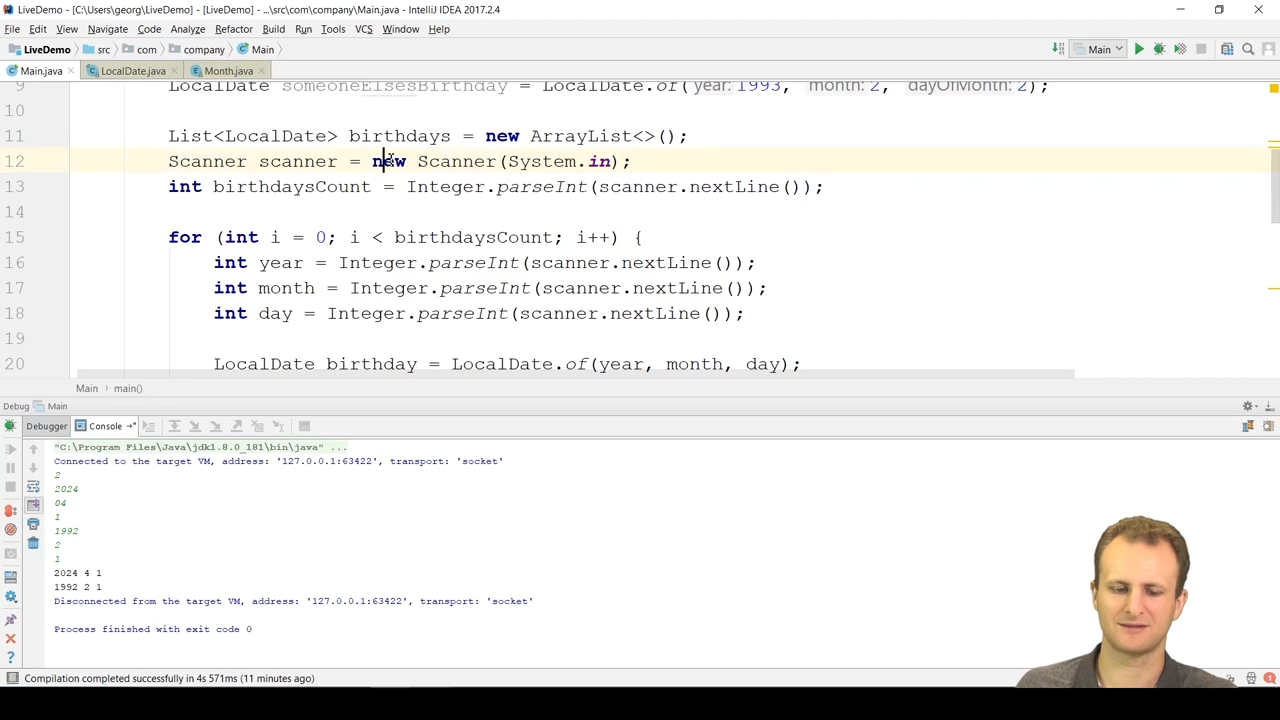 LiveDemo - [C:\Users\georg\LiveDemo] - [LiveDemo] - ...\src\com\company\Main.java - IntelliJ IDEA 2017.2.4
File Edit View Navigate Code Analyze Refactor Build Run Tools VCS Window Help
LiveDemo src com company Main Main
Main.java LocalDate.java Month.java
9 LocalDate someoneElsesBirthday = LocalDate.of( year: 1993, month: 2, dayOfMonth: 2);
10
11 List<LocalDate> birthdays = new ArrayList<>();
12 Scanner scanner = new Scanner(System.in);
13 int birthdaysCount = Integer.parseInt(scanner.nextLine());
14
15 for (int i = 0; i < birthdaysCount; i++) {
16 int year = Integer.parseInt(scanner.nextLine());
17 int month = Integer.parseInt(scanner.nextLine());
18 int day = Integer.parseInt(scanner.nextLine());
19
20 LocalDate birthday = LocalDate.of(year, month, day);
Main main()
Debug Main
Debugger Console
"C:\Program Files\Java\jdk1.8.0_181\bin\java" ...
Connected to the target VM, address: '127.0.0.1:63422', transport: 'socket'
2
2024
04
1
1992
2
1
2024 4 1
1992 2 1
Disconnected from the target VM, address: '127.0.0.1:63422', transport: 'socket'
Process finished with exit code 0
Compilation completed successfully in 4s 571ms (11 minutes ago)
1